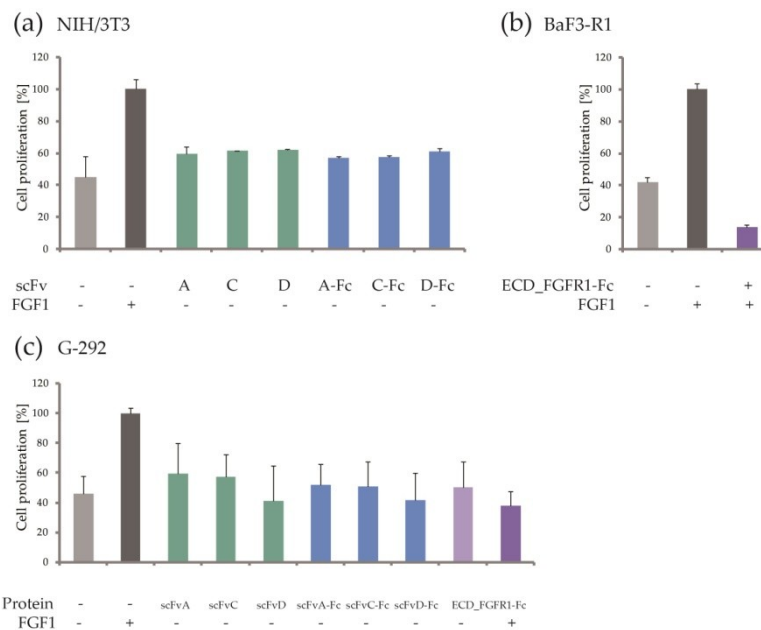 (a) NIH/3T3
Cell proliferation [%]
120
100
80
60
40
20
0
scFv - - A C D A-Fc C-Fc D-Fc
FGF1 - + - - - - - -
(b) BaF3-R1
Cell proliferation [%]
120
100
80
60
40
20
0
ECD_FGFR1-Fc - - +
FGF1 - + +
(c) G-292
Cell proliferation [%]
120
100
80
60
40
20
0
Protein - - scFvA scFvC scFvD scFvA-Fc scFvC-Fc scFvD-Fc ECD_FGFR1-Fc
FGF1 - + - - - - - - - +